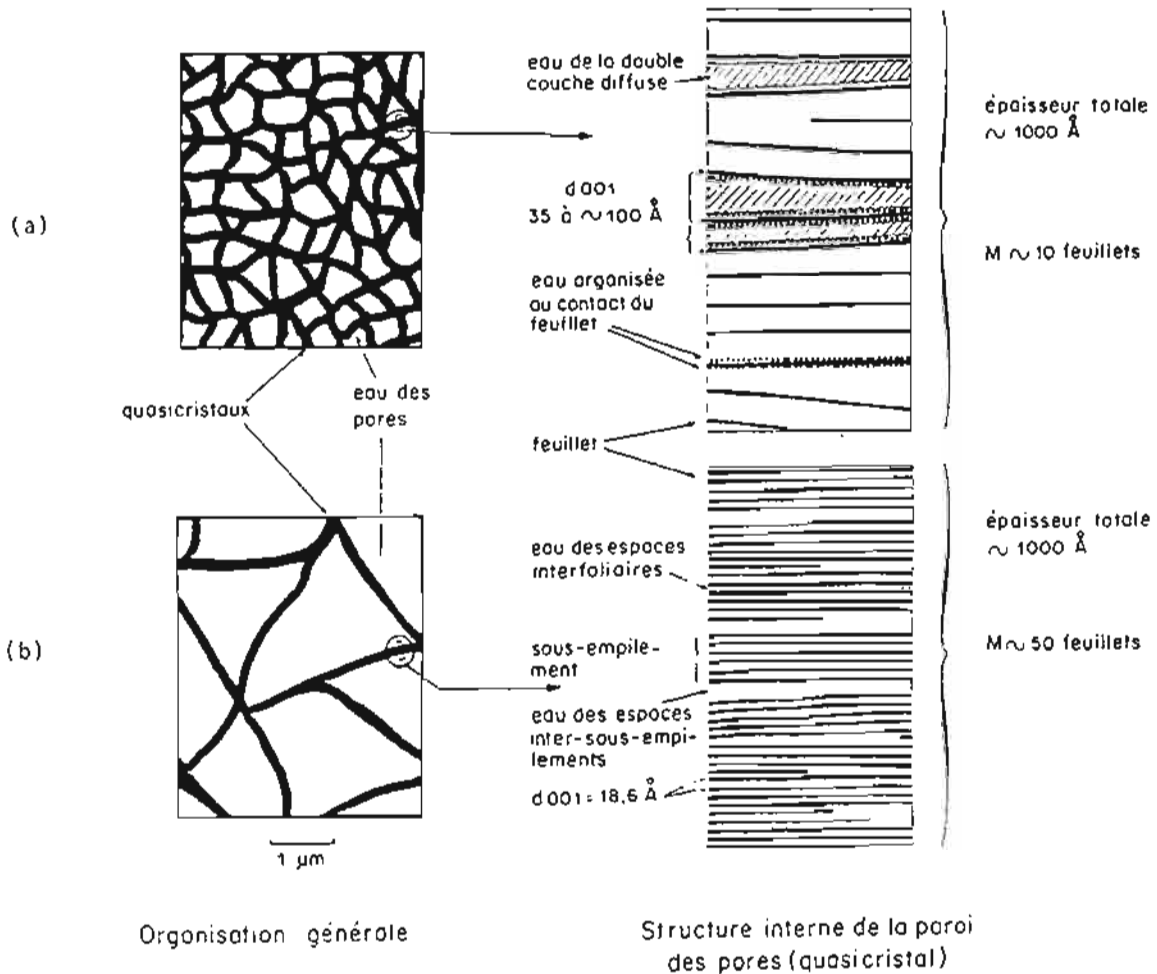 (a)
eau de la double
couche diffuse
d 001
35 à ~ 100 Å
eau organisée
au contact du
feuillet
épaisseur totale
~ 1000 Å
M ~ 10 feuillets
quasicristaux
eau des
pores
feuillet
(b)
eau des espaces
interfoliaires
sous-empile-
ment
eau des espaces
inter-sous-empi-
lements
d 001 = 18,6 Å
épaisseur totale
~ 1000 Å
M ~ 50 feuillets
1 µm
Organisation générale
Structure interne de la paroi
des pores (quasicristal)